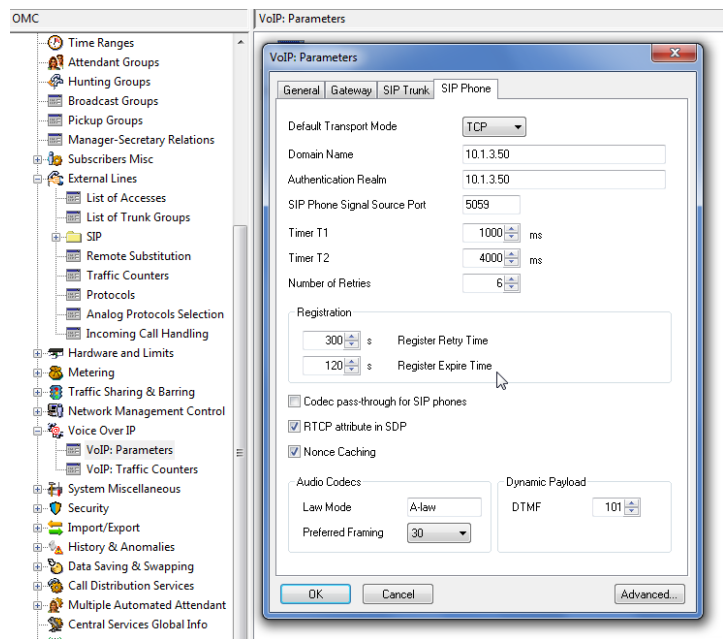 OMC
VoIP: Parameters
Time Ranges
Attendant Groups
Hunting Groups
Broadcast Groups
Pickup Groups
Manager-Secretary Relations
Subscribers Misc
External Lines
List of Accesses
List of Trunk Groups
SIP
Remote Substitution
Traffic Counters
Protocols
Analog Protocols Selection
Incoming Call Handling
Hardware and Limits
Metering
Traffic Sharing & Barring
Network Management Control
Voice Over IP
VoIP: Parameters
VoIP: Traffic Counters
System Miscellaneous
Security
Import/Export
History & Anomalies
Data Saving & Swapping
Call Distribution Services
Multiple Automated Attendant
Central Services Global Info
VoIP: Parameters
General Gateway SIP Trunk SIP Phone
Default Transport Mode TCP
Domain Name 10.1.3.50
Authentication Realm 10.1.3.50
SIP Phone Signal Source Port 5059
Timer T1 1000 ms
Timer T2 4000 ms
Number of Retries 6
Registration
300 s Register Retry Time
120 s Register Expire Time
Codec pass-through for SIP phones
RTCP attribute in SDP
Nonce Caching
Audio Codecs Dynamic Payload
Law Mode A-law DTMF 101
Preferred Framing 30
OK Cancel Advanced...